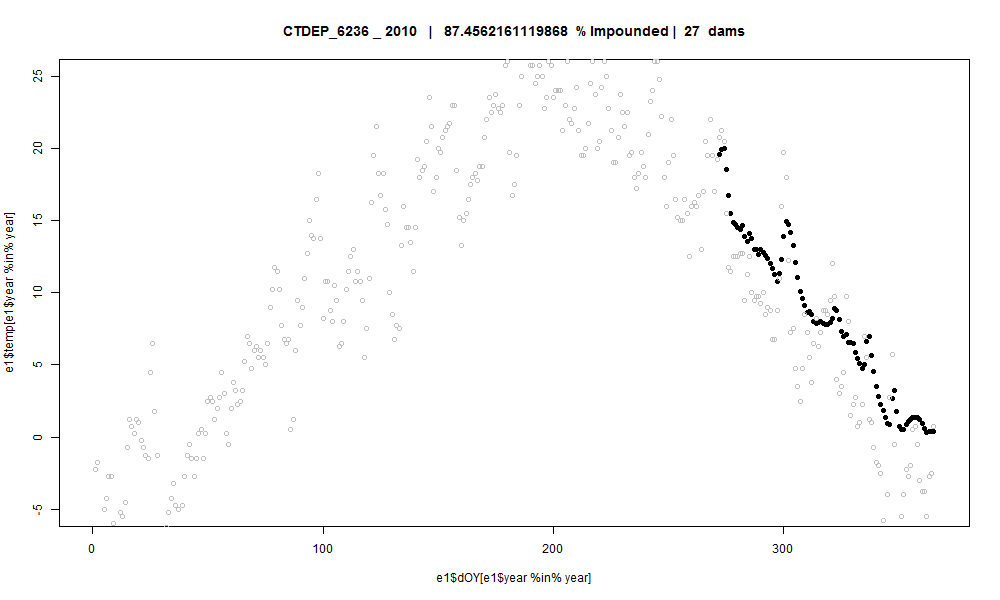 CTDEP_6236 _ 2010 | 87.4562161119868 % Impounded | 27 dams
e1$temp[e1$year %in% year]
25
20
15
10
5
0
-5
0 100 200 300
e1$dOY[e1$year %in% year]